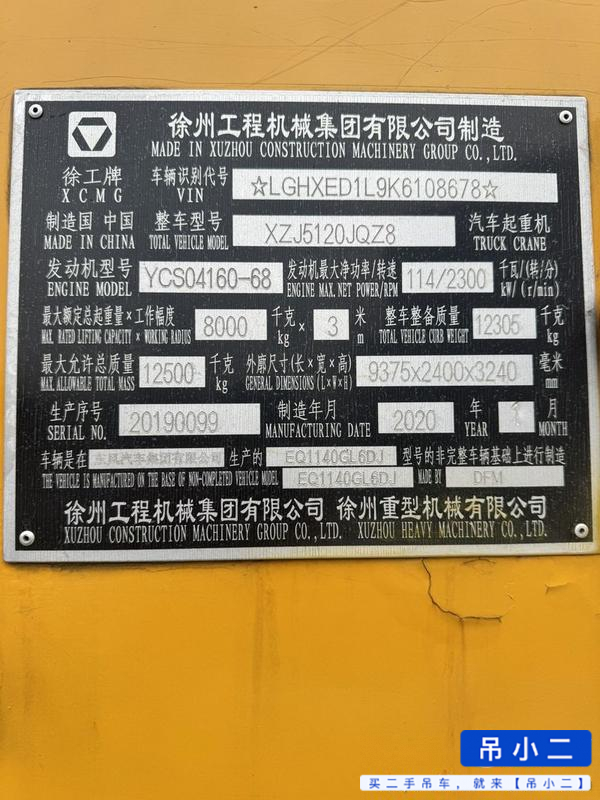 徐州工程机械集团有限公司制造
MADE IN XUZHOU CONSTRUCTION MACHINERY GROUP CO.,LTD.
徐工牌 车辆识别代号 ☆LGHXED1L9K6108678☆
XCMG VIN
制造国 中国 整车型号 XZJ5120JQZ8 汽车起重机
MADE IN CHINA TOTAL VEHICLE MODEL TRUCK CRANE
发动机型号 YCS04160-68 发动机最大净功率/转速 114/2300 千瓦/(转/分)
ENGINE MODEL ENGINE MAX. NET POWER/RPM kW/(r/min)
最大额定总起重量×工作幅度 8000 千克 × 3 米 整车整备质量 12305 千克
MAX. RATED LIFTING CAPACITY × WORKING RADIUS kg m TOTAL VEHICLE CURB WEIGHT kg
最大允许总质量 12500 千克 外廓尺寸(长×宽×高) 9375x2400x3240 毫米
MAX. ALLOWABLE TOTAL MASS kg GENERAL DIMENSIONS (L×W×H) mm
生产序号 20190099 制造年月 2020 年 1 月
SERIAL NO. MANUFACTURING DATE YEAR MONTH
车辆是在 东风汽车集团有限公司 生产的 EQ1140GL6DJ 型号的非完整车辆基础上进行制造
THE VEHICLE IS MANUFACTURED ON THE BASE OF NON-COMPLETED VEHICLE MODEL EQ1140GL6DJ MADE BY DFM
徐州工程机械集团有限公司 徐州重型机械有限公司
XUZHOU CONSTRUCTION MACHINERY GROUP CO.,LTD. XUZHOU HEAVY MACHINERY CO.,LTD.
吊小二
买二手吊车，就来【吊小二】